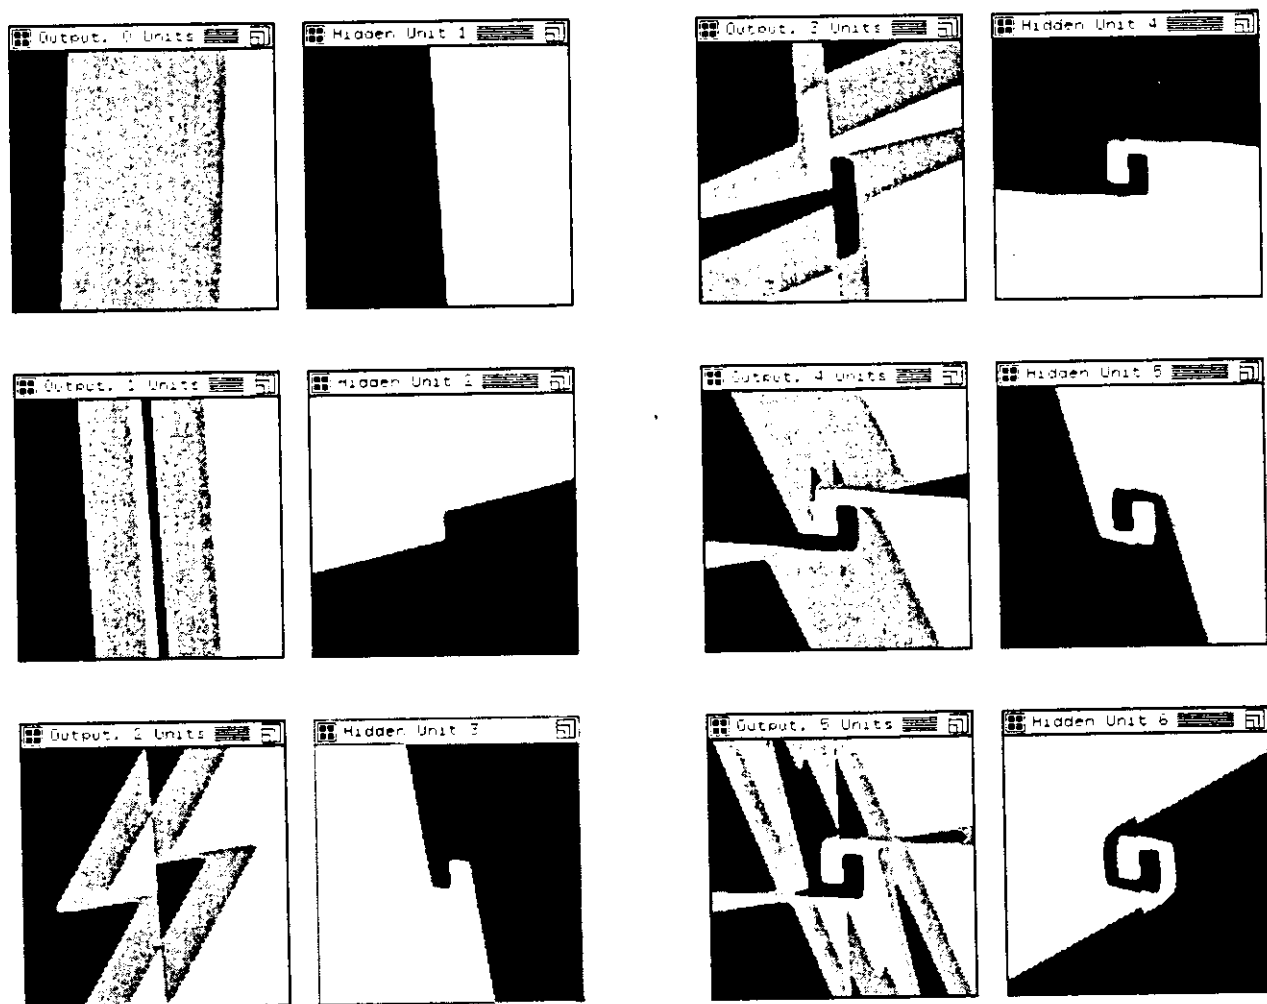 Output, 0 Units
Hidden Unit 1
Output, 1 Units
Hidden Unit 2
Output, 2 Units
Hidden Unit 3
Output, 3 Units
Hidden Unit 4
Output, 4 Units
Hidden Unit 5
Output, 5 Units
Hidden Unit 6